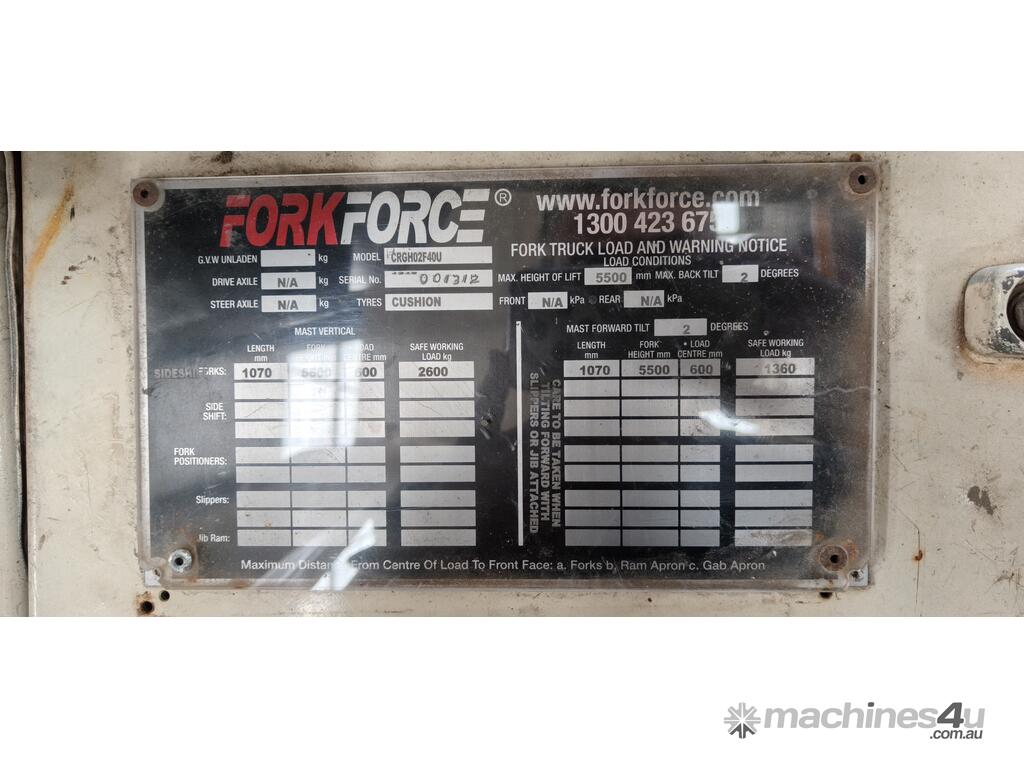 FORKFORCE®
www.forkforce.com
1300 423 675
FORK TRUCK LOAD AND WARNING NOTICE
LOAD CONDITIONS
G.V.W UNLADEN kg MODEL CRGH02F40U
DRIVE AXILE N/A kg SERIAL No. MAX. HEIGHT OF LIFT 5500 mm MAX. BACK TILT 2 DEGREES
STEER AXILE N/A kg TYRES CUSHION FRONT N/A kPa REAR N/A kPa
MAST VERTICAL
MAST FORWARD TILT 2 DEGREES
LENGTH mm FORK HEIGHT mm LOAD CENTRE mm SAFE WORKING LOAD kg
LENGTH mm FORK HEIGHT mm LOAD CENTRE mm SAFE WORKING LOAD kg
FORKS: 1070 5500 600 2600
1070 5500 600 1360
SIDE SHIFT:
FORK POSITIONERS:
Slippers:
Jib Ram:
CARE TO BE TAKEN WHEN
TILTING FORWARD WITH
SLIPPERS OR JIB ATTACHED
Maximum Distance From Centre Of Load To Front Face: a. Forks b, Ram Apron c. Gab Apron
machines4u
.com.au